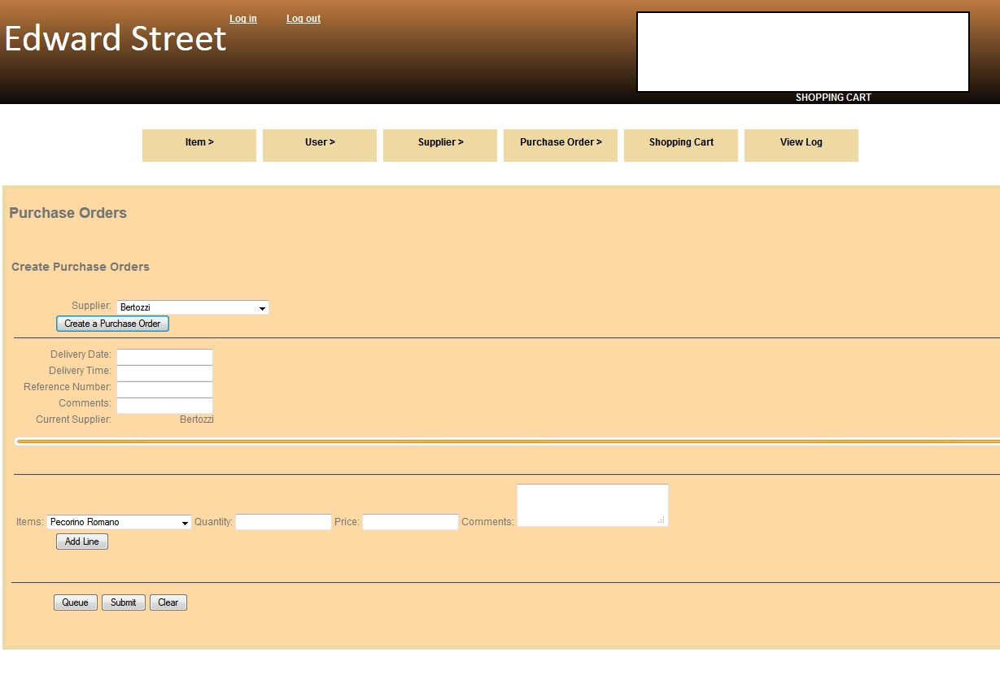 Log in Log out
Edward Street
SHOPPING CART
Item > User > Supplier > Purchase Order > Shopping Cart View Log
Purchase Orders
Create Purchase Orders
Supplier: Bertozzi
Create a Purchase Order
Delivery Date:
Delivery Time:
Reference Number:
Comments:
Current Supplier: Bertozzi
Items: Pecorino Romano Quantity: Price: Comments:
Add Line
Queue Submit Clear